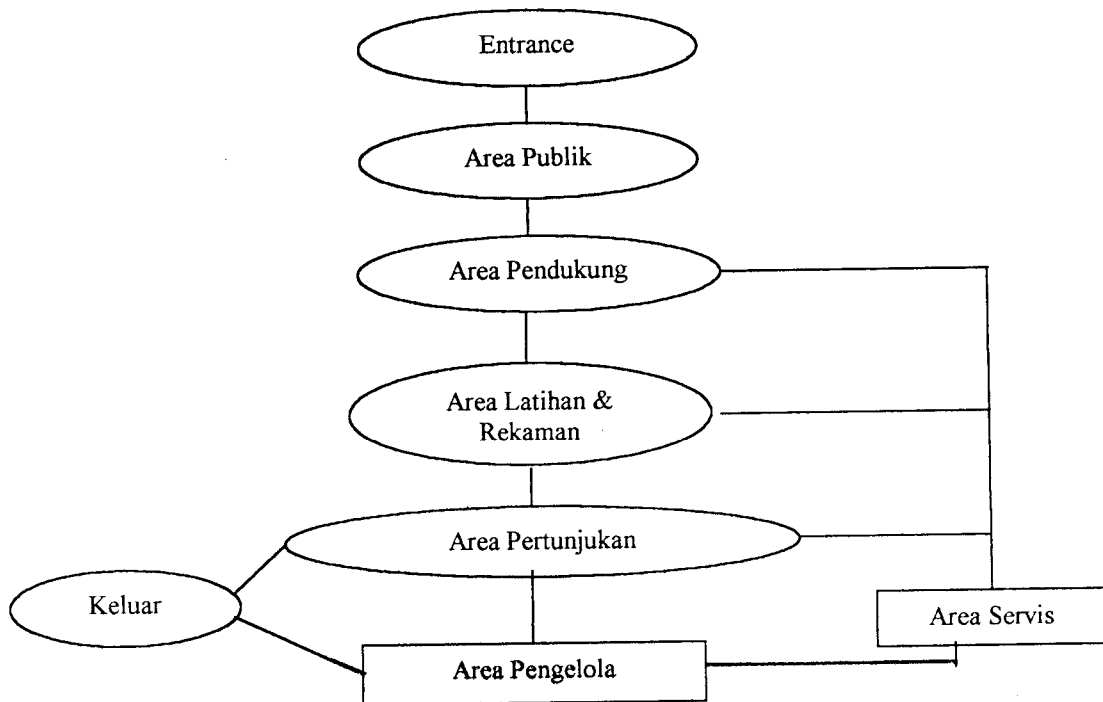 Entrance
Area Publik
Area Pendukung
Area Latihan &
Rekaman
Area Pertunjukan
Keluar
Area Servis
Area Pengelola